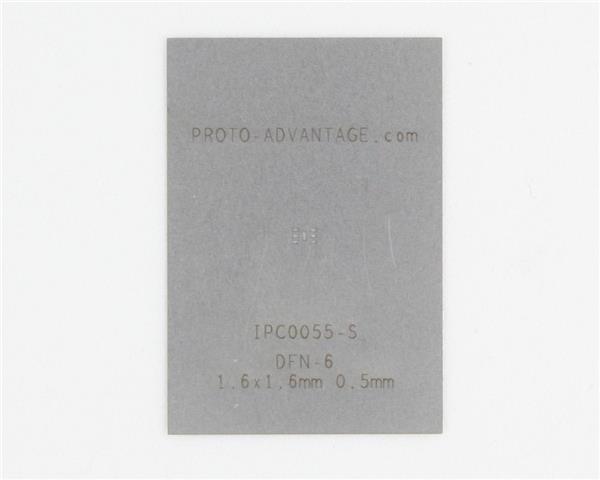 PROTO-ADVANTAGE.com
IPC0055-S
DFN-6
1.6x1.6mm 0.5mm